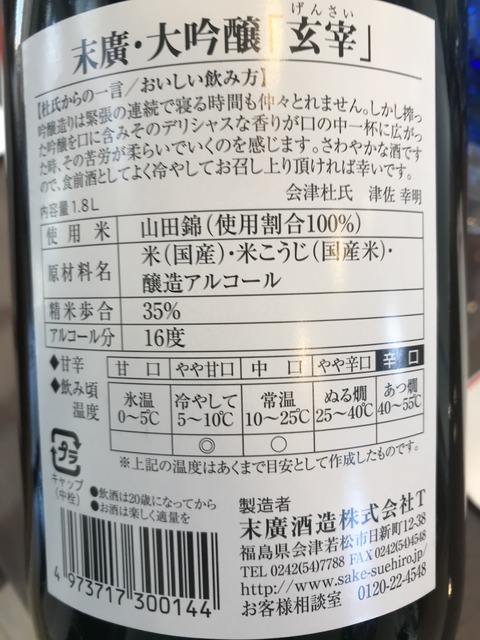 げんさい
末廣・大吟醸「玄宰」
【杜氏からの一言/おいしい飲み方】
吟醸造りは緊張の連続で寝る時間も仲々とれません。しかし搾っ
た吟醸を口に含みそのデリシャスな香りが口の中一杯に広がっ
た時、その苦労が柔らいでいくのを感じます。さわやかな酒です
ので、食前酒としてよく冷やしてお召し上り頂ければ幸いです。
会津杜氏 津佐 幸明
内容量1.8L
使用米 山田錦(使用割合100%)
原材料名 米(国産)・米こうじ(国産米)・
醸造アルコール
精米歩合 35%
アルコール分 16度
◆甘辛 甘口 やや甘口 中口 やや辛口 辛口
◆飲み頃温度 氷温 冷やして 常温 ぬる燗 あつ燗
0〜5℃ 5〜10℃ 10〜25℃ 25〜40℃ 40〜55℃
◎ ○
※上記の温度はあくまで目安として作成したものです。
プラ
キャップ
(中栓)
●飲酒は20歳になってから
●お酒は楽しく適量を
4 973717 300144
製造者
末廣酒造株式会社T
福島県会津若松市日新町12-38
TEL 0242(54)7788 FAX 0242(54)4548
http://www.sake-suehiro.jp/
お客様相談室 0120-22-4548